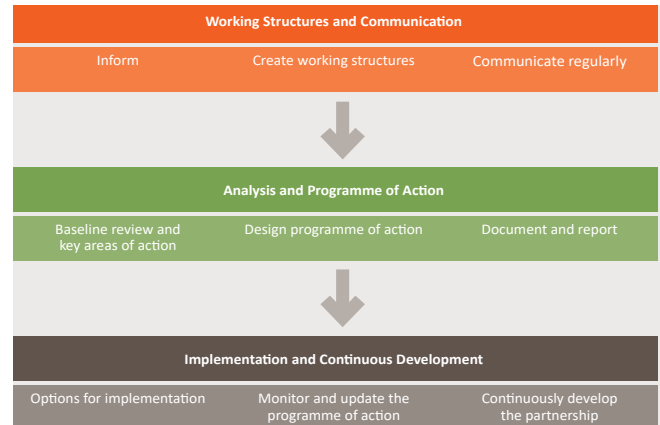 Working Structures and Communication
Inform
Create working structures
Communicate regularly
Analysis and Programme of Action
Baseline review and
key areas of action
Design programme of action
Document and report
Implementation and Continuous Development
Options for implementation
Monitor and update the
programme of action
Continuously develop
the partnership